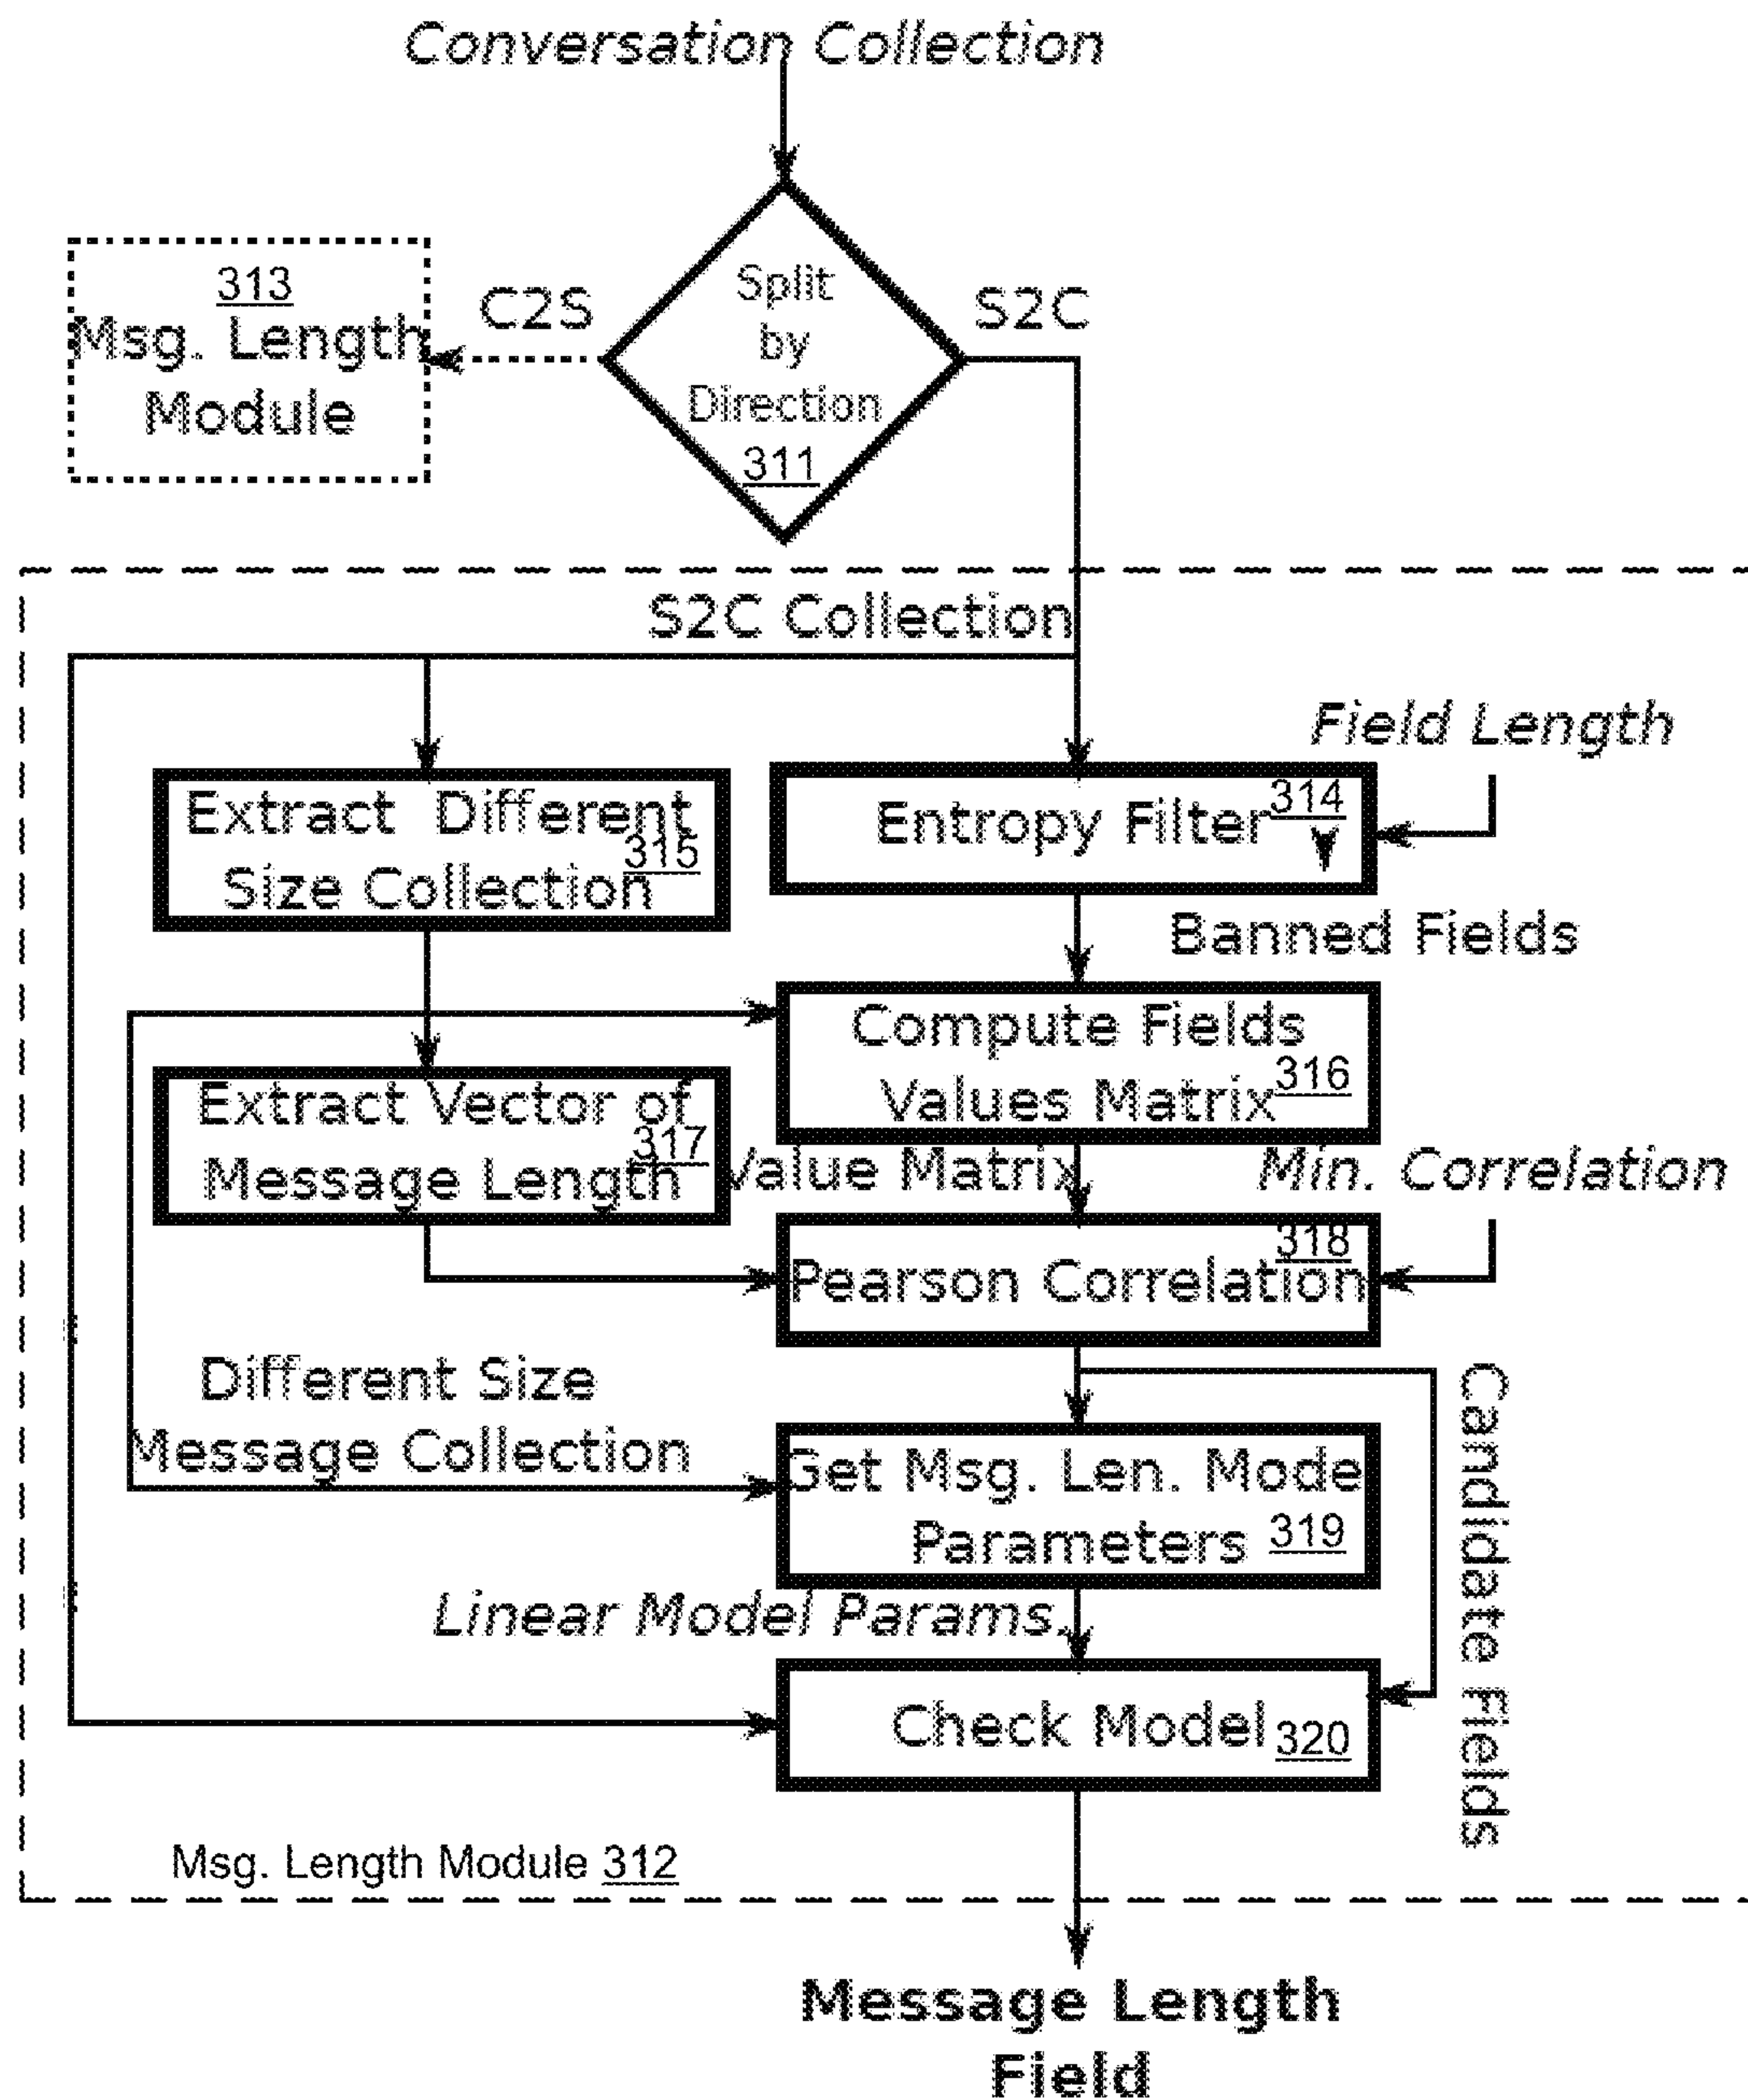 Conversation Collection
313
Msg. Length
Module
C2S
Split
by
Direction
311
S2C
S2C Collection
Field Length
Extract Different
315
Size Collection
Entropy Filter 314
Banned Fields
Compute Fields
Values Matrix 316
Extract Vector of
317
Message Length
Value Matrix
Min. Correlation
318
Pearson Correlation
Different Size
Message Collection
Candidate Fields
Get Msg. Len. Mode
Parameters 319
Linear Model Params.
Check Model 320
Msg. Length Module 312
Message Length
Field